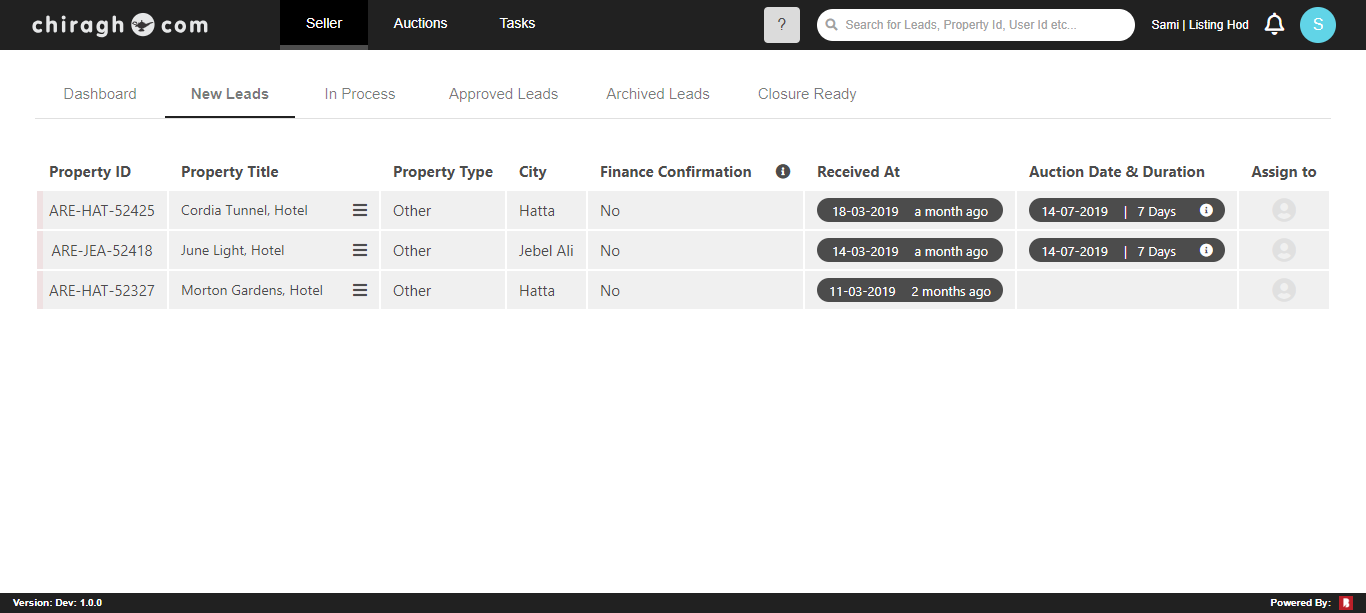 chiragh com Seller Auctions Tasks ? Search for Leads, Property Id, User Id etc... Sami | Listing Hod S
Dashboard New Leads In Process Approved Leads Archived Leads Closure Ready
Property ID Property Title Property Type City Finance Confirmation i Received At Auction Date & Duration Assign to
ARE-HAT-52425 Cordia Tunnel, Hotel Other Hatta No 18-03-2019 a month ago 14-07-2019 | 7 Days i
ARE-JEA-52418 June Light, Hotel Other Jebel Ali No 14-03-2019 a month ago 14-07-2019 | 7 Days i
ARE-HAT-52327 Morton Gardens, Hotel Other Hatta No 11-03-2019 2 months ago
Version: Dev: 1.0.0 Powered By: